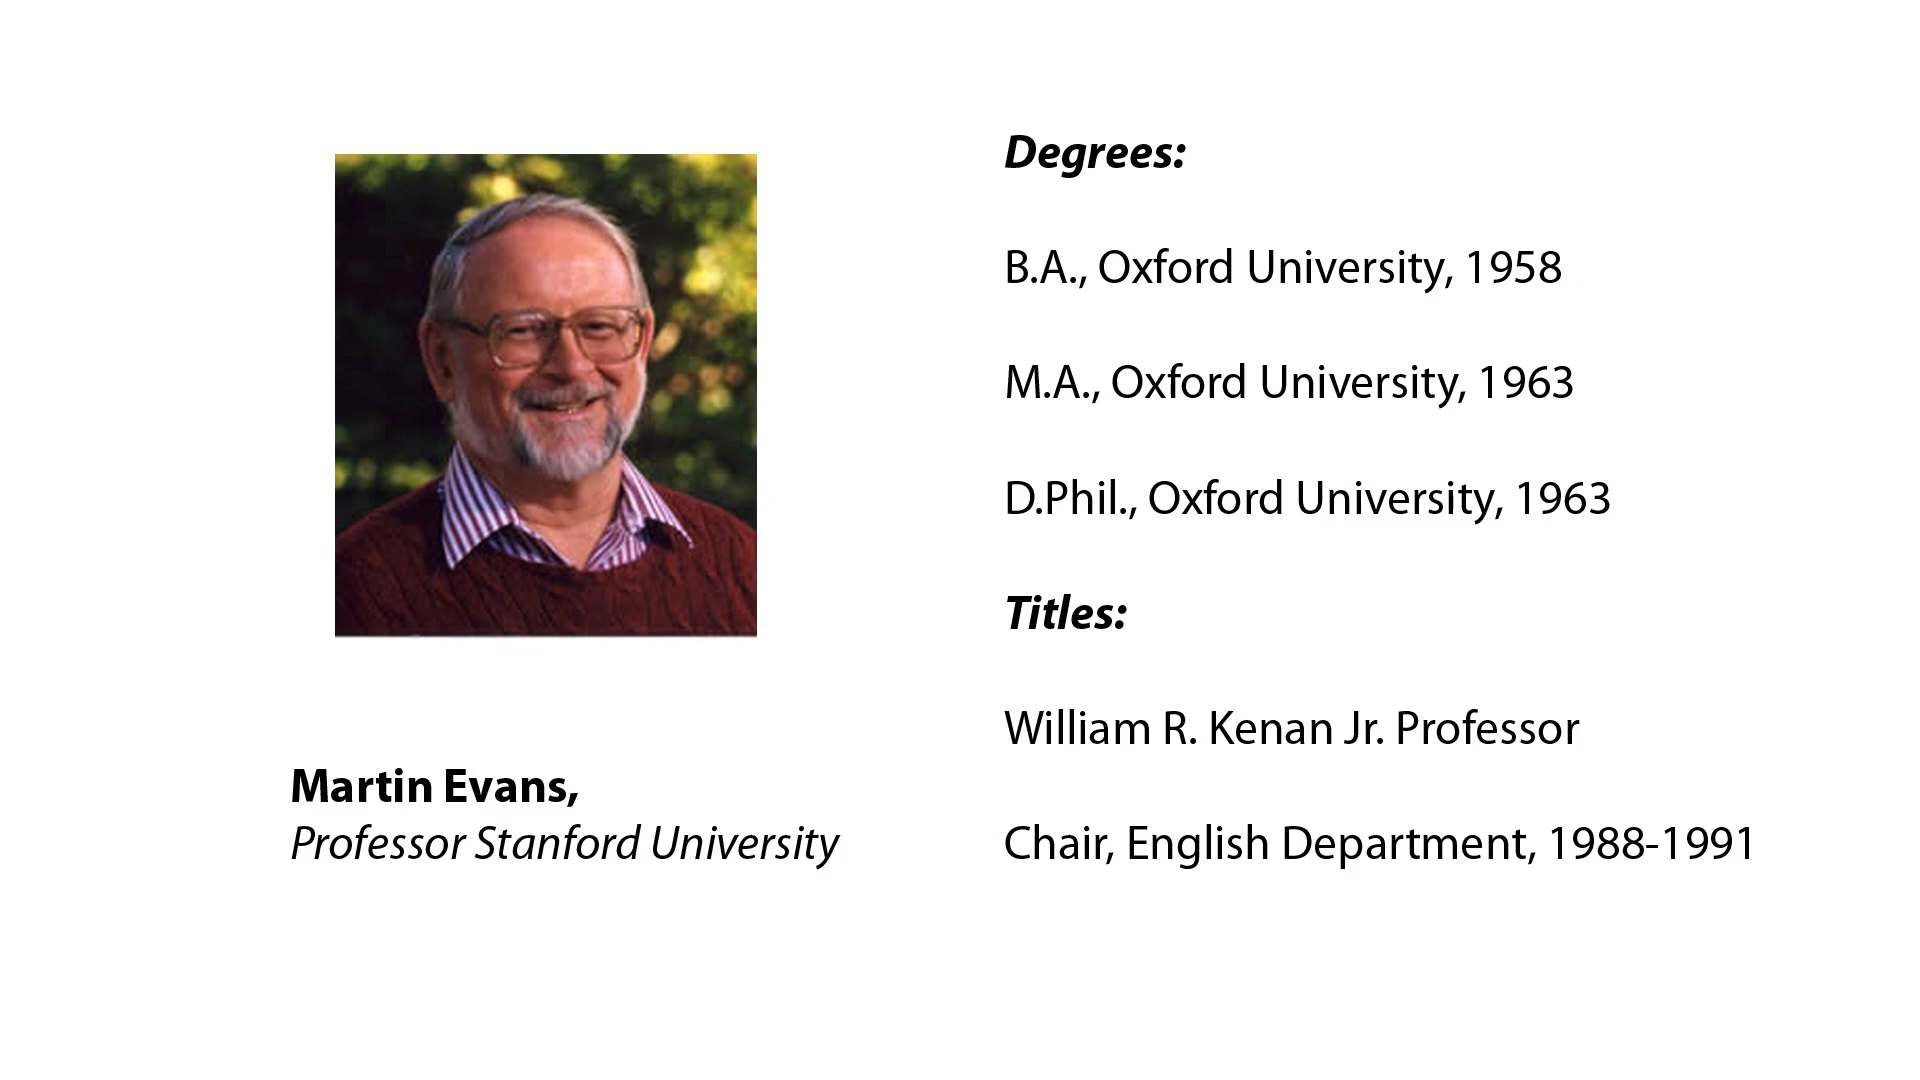 Martin Evans,
Professor Stanford University
Degrees:
B.A., Oxford University, 1958
M.A., Oxford University, 1963
D.Phil., Oxford University, 1963
Titles:
William R. Kenan Jr. Professor
Chair, English Department, 1988-1991